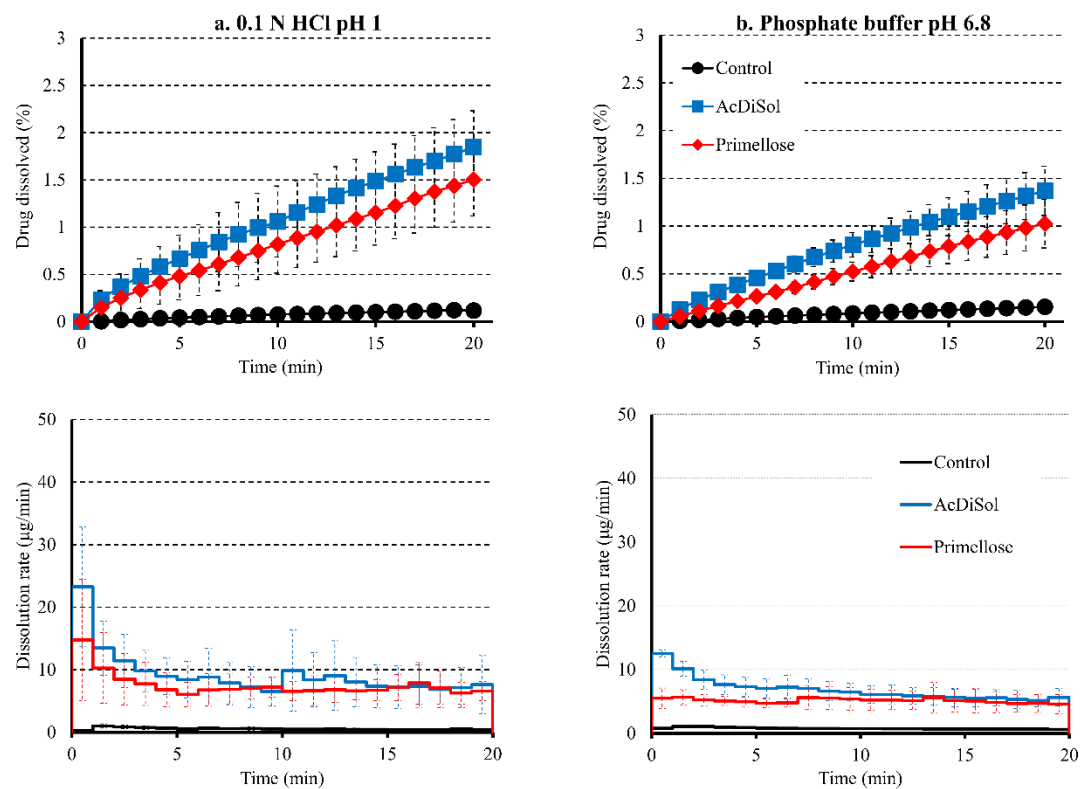 a. 0.1 N HCl pH 1
Drug dissolved (%)
3
2.5
2
1.5
1
0.5
0
0 5 10 15 20
Time (min)
b. Phosphate buffer pH 6.8
Drug dissolved (%)
3
2.5
2
1.5
1
0.5
0
Control
AcDiSol
Primellose
0 5 10 15 20
Time (min)
Dissolution rate (µg/min)
50
40
30
20
10
0
0 5 10 15 20
Time (min)
Dissolution rate (µg/min)
50
40
30
20
10
0
Control
AcDiSol
Primellose
0 5 10 15 20
Time (min)